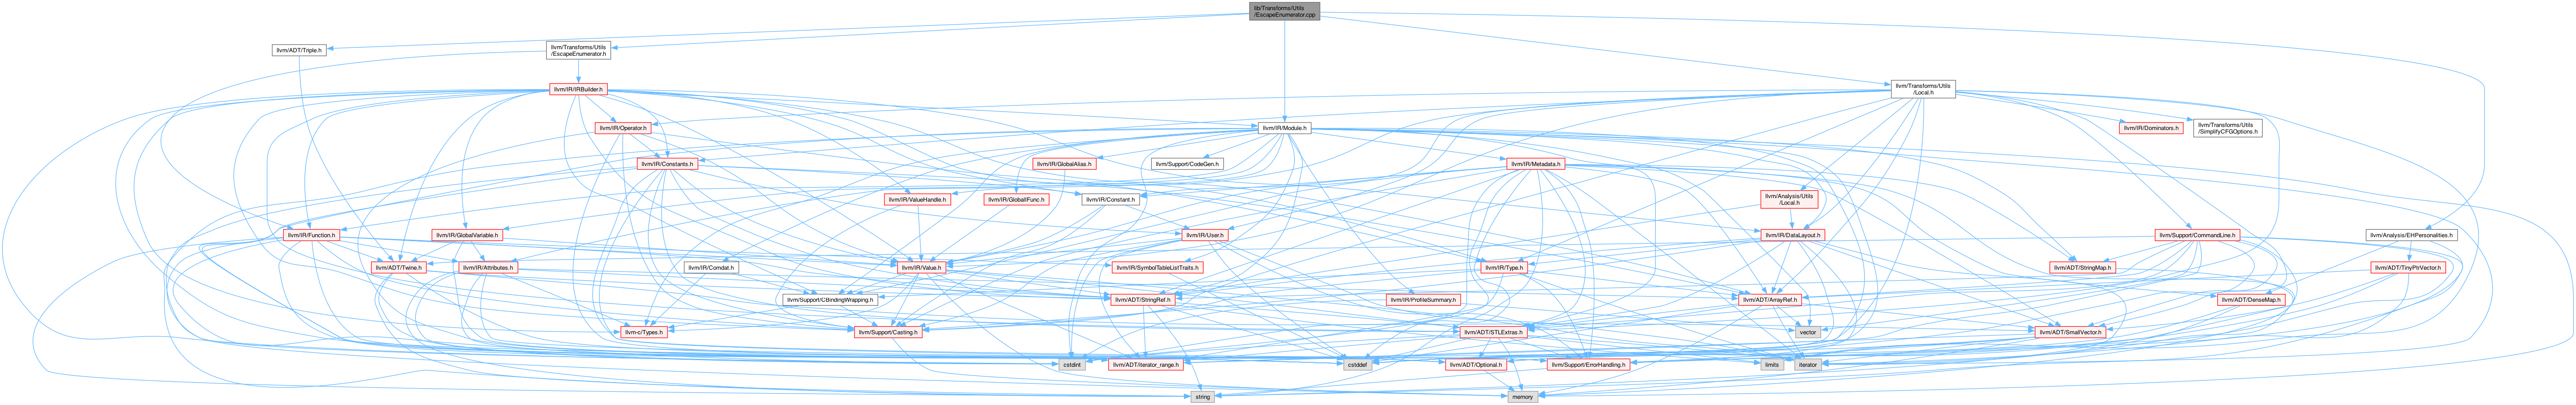 lib/Transforms/Utils
/EscapeEnumerator.cpp
llvm/ADT/Triple.h
llvm/Transforms/Utils
/EscapeEnumerator.h
llvm/IR/IRBuilder.h
llvm/Transforms/Utils
/Local.h
llvm/IR/Operator.h
llvm/IR/Module.h
llvm/IR/Dominators.h
llvm/Transforms/Utils
/SimplifyCFGOptions.h
llvm/IR/Constants.h
llvm/IR/GlobalAlias.h
llvm/Support/CodeGen.h
llvm/IR/Metadata.h
llvm/IR/ValueHandle.h
llvm/IR/GlobalIFunc.h
llvm/IR/Constant.h
llvm/Analysis/Utils
/Local.h
llvm/IR/Function.h
llvm/IR/GlobalVariable.h
llvm/IR/User.h
llvm/IR/DataLayout.h
llvm/Support/CommandLine.h
llvm/Analysis/EHPersonalities.h
llvm/ADT/Twine.h
llvm/IR/Attributes.h
llvm/IR/Comdat.h
llvm/IR/Value.h
llvm/IR/SymbolTableListTraits.h
llvm/IR/Type.h
llvm/ADT/StringMap.h
llvm/ADT/TinyPtrVector.h
llvm/Support/CBindingWrapping.h
llvm/ADT/StringRef.h
llvm/IR/ProfileSummary.h
llvm/ADT/ArrayRef.h
llvm/ADT/DenseMap.h
llvm-c/Types.h
llvm/Support/Casting.h
llvm/ADT/STLExtras.h
vector
llvm/ADT/SmallVector.h
cstdint
llvm/ADT/iterator_range.h
cstddef
llvm/ADT/Optional.h
llvm/Support/ErrorHandling.h
limits
iterator
string
memory